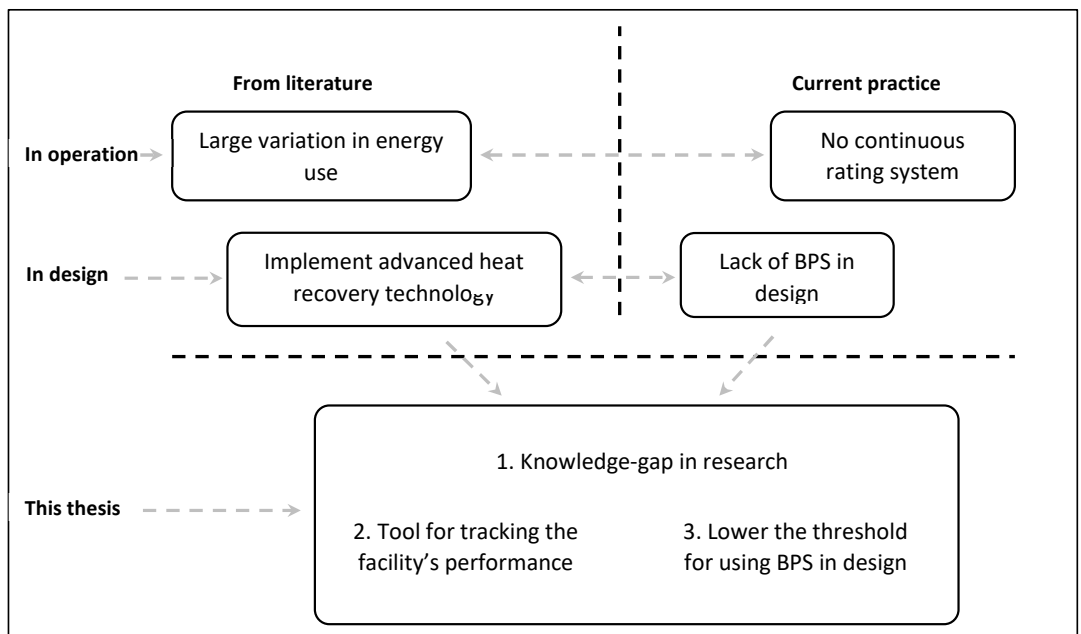 From literature
Current practice
In operation
Large variation in energy
use
No continuous
rating system
In design
Implement advanced heat
recovery technology
Lack of BPS in
design
This thesis
1. Knowledge-gap in research
2. Tool for tracking the
facility's performance
3. Lower the threshold
for using BPS in design